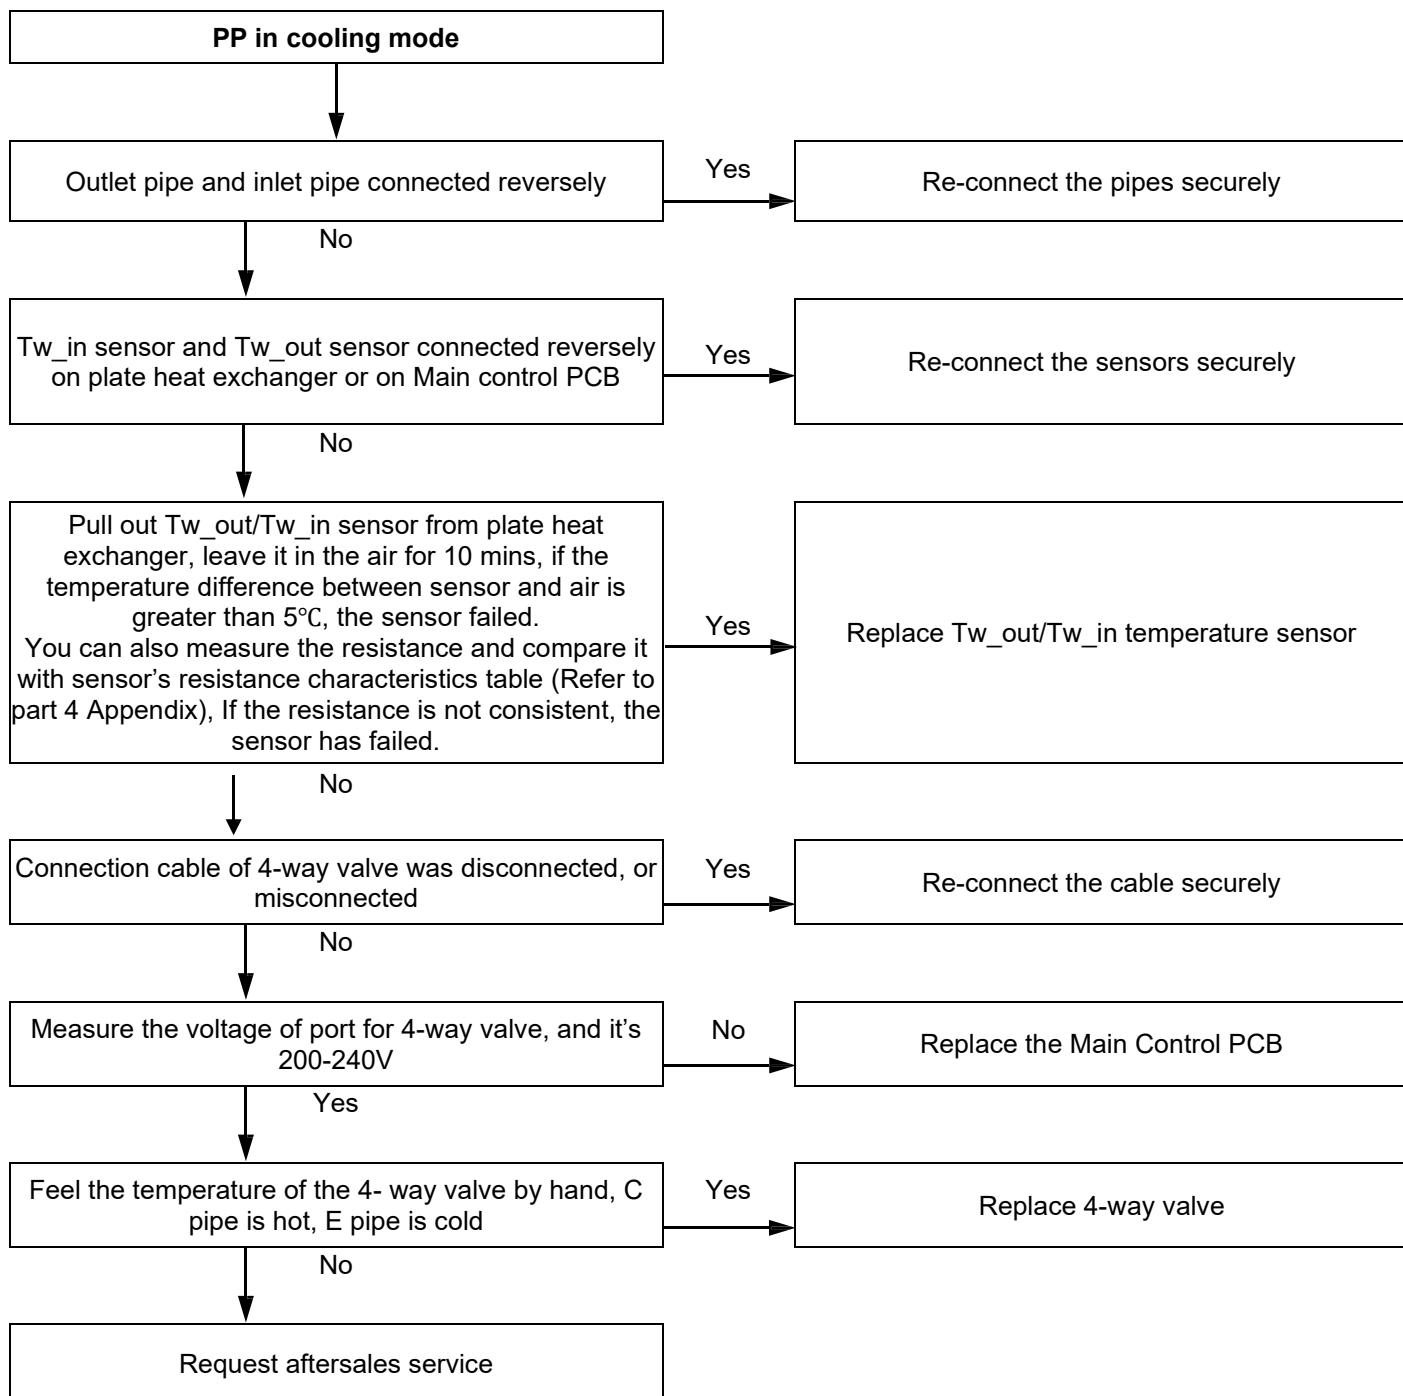 PP in cooling mode
Outlet pipe and inlet pipe connected reversely
Yes
Re-connect the pipes securely
No
Tw_in sensor and Tw_out sensor connected reversely
on plate heat exchanger or on Main control PCB
Yes
Re-connect the sensors securely
No
Pull out Tw_out/Tw_in sensor from plate heat
exchanger, leave it in the air for 10 mins, if the
temperature difference between sensor and air is
greater than 5℃, the sensor failed.
You can also measure the resistance and compare it
with sensor’s resistance characteristics table (Refer to
part 4 Appendix), If the resistance is not consistent, the
sensor has failed.
Yes
Replace Tw_out/Tw_in temperature sensor
No
Connection cable of 4-way valve was disconnected, or
misconnected
Yes
Re-connect the cable securely
No
Measure the voltage of port for 4-way valve, and it’s
200-240V
No
Replace the Main Control PCB
Yes
Feel the temperature of the 4- way valve by hand, C
pipe is hot, E pipe is cold
Yes
Replace 4-way valve
No
Request aftersales service